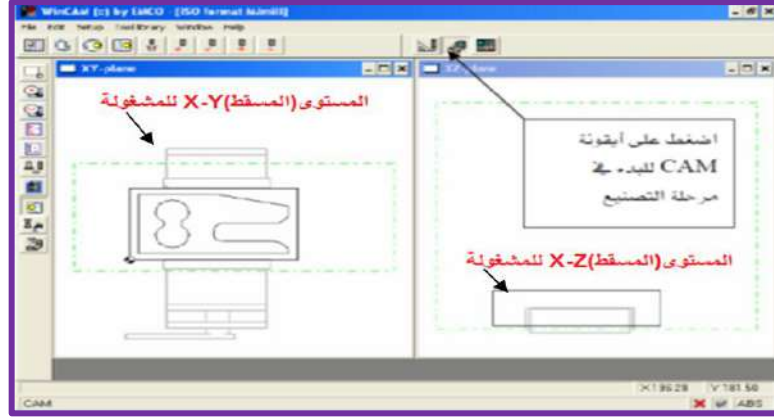 WinCAM (c) by EMCO - [ISO format
File Edit Setup Tool library Window Help
XY-plane
XZ-plane
المستوى(المسقط)X-Y للمشغولة
اضغط على أيقونة
CAM للبدء في
مرحلة التصنيع
المستوى(المسقط)X-Z للمشغولة
CAM
ABS